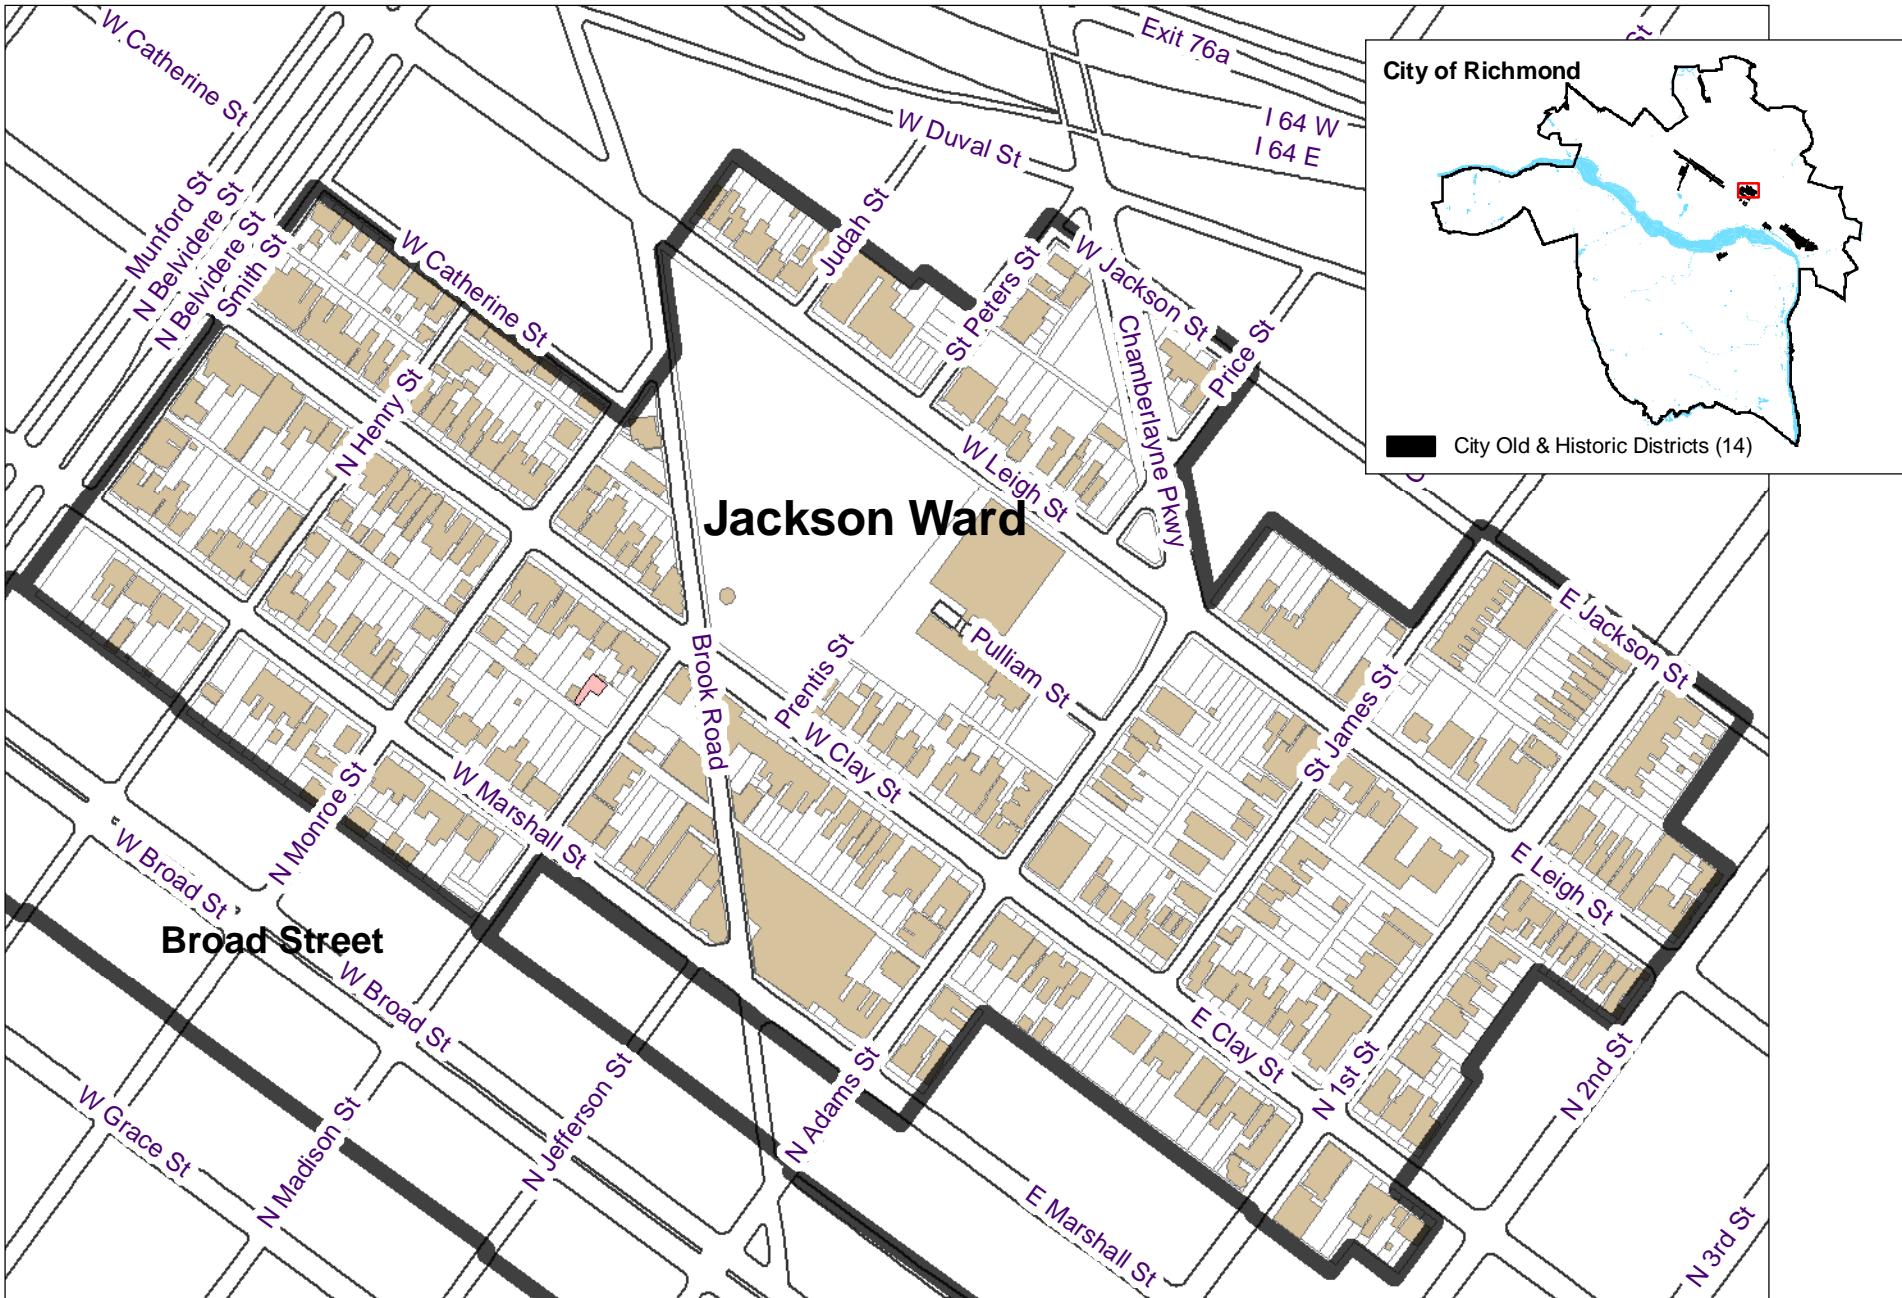 W Catherine St
Exit 76a
St
City of Richmond
I 64 W
I 64 E
W Duval St
Munford St
N Belvidere St
N Belvidere St
Smith St
Judah St
W Catherine St
St Peters St
W Jackson St
Chamberlayne Pkwy
Price St
N Henry St
W Leigh St
City Old & Historic Districts (14)
Jackson Ward
E Jackson St
Brook Road
Prentis St
Pulliam St
St James St
W Clay St
W Marshall St
N Monroe St
W Broad St
E Leigh St
Broad Street
W Broad St
E Clay St
N 1st St
N 2nd St
N Adams St
N Jefferson St
W Grace St
N Madison St
E Marshall St
N 3rd St